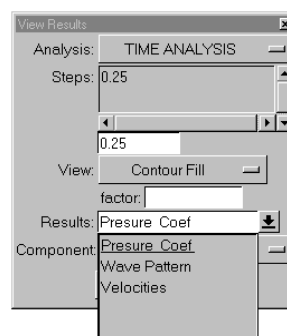 View Results
Analysis: TIME ANALYSIS
Steps: 0.25
0.25
View: Contour Fill
factor:
Results: Presure Coef
Component: Presure Coef
Wave Pattern
Velocities